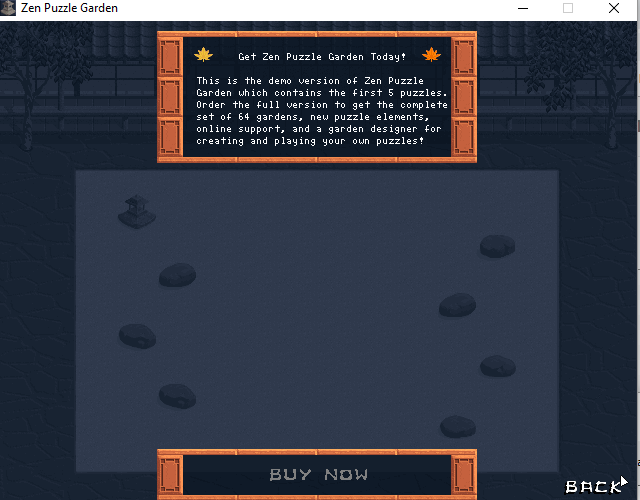 Zen Puzzle Garden
Get Zen Puzzle Garden Today!
This is the demo version of Zen Puzzle
Garden which contains the first 5 puzzles.
Order the full version to get the complete
set of 64 gardens, new puzzle elements,
online support, and a garden designer for
creating and playing your own puzzles!
BUY NOW
BACK